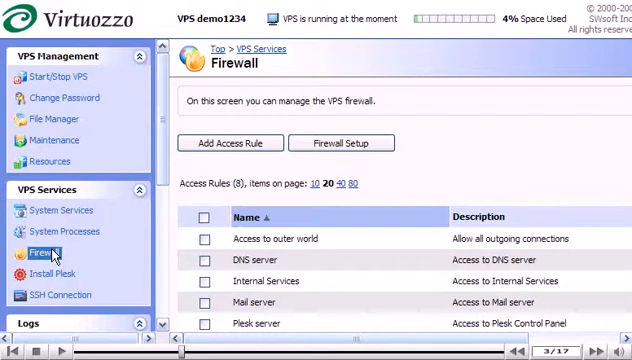 Virtuozzo
VPS demo1234
VPS is running at the moment
4% Space Used
© 2000-200
SWsoft Inc
All rights reserve
VPS Management
Start/Stop VPS
Change Password
File Manager
Maintenance
Resources
VPS Services
System Services
System Processes
Firewall
Install Plesk
SSH Connection
Logs
Top > VPS Services
Firewall
On this screen you can manage the VPS firewall.
Add Access Rule
Firewall Setup
Access Rules (8), items on page: 10 20 40 80
Name Description
Access to outer world Allow all outgoing connections
DNS server Access to DNS server
Internal Services Access to Internal Services
Mail server Access to Mail server
Plesk server Access to Plesk Control Panel
3/17